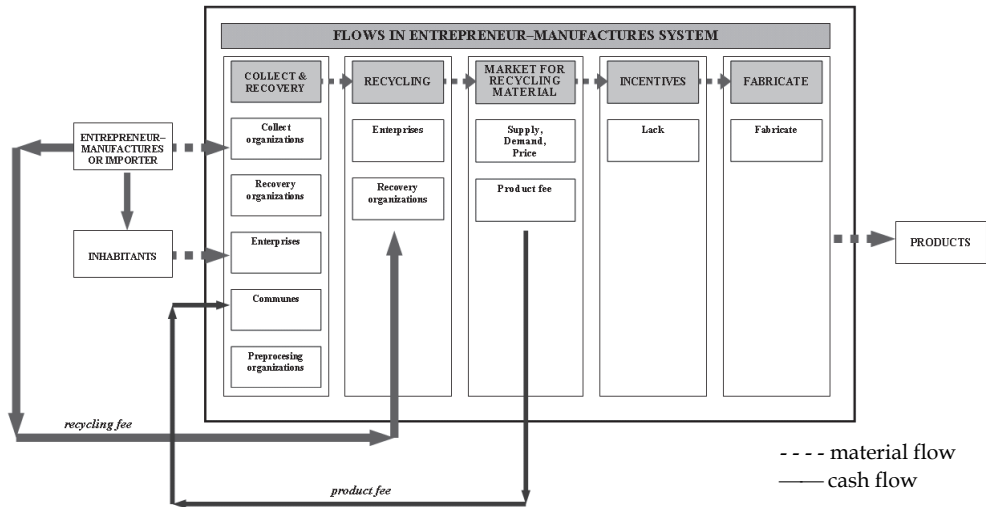 FLOWS IN ENTREPRENEUR–MANUFACTURES SYSTEM
COLLECT &
RECOVERY
RECYCLING
MARKET FOR
RECYCLING
MATERIAL
INCENTIVES
FABRICATE
ENTREPRENEUR–
MANUFACTURES
OR IMPORTER
INHABITANTS
Collect
organizations
Recovery
organizations
Enterprises
Communes
Preprocesing
organizations
Enterprises
Recovery
organizations
Supply,
Demand,
Price
Product fee
Lack
Fabricate
PRODUCTS
recycling fee
product fee
- - - - material flow
cash flow